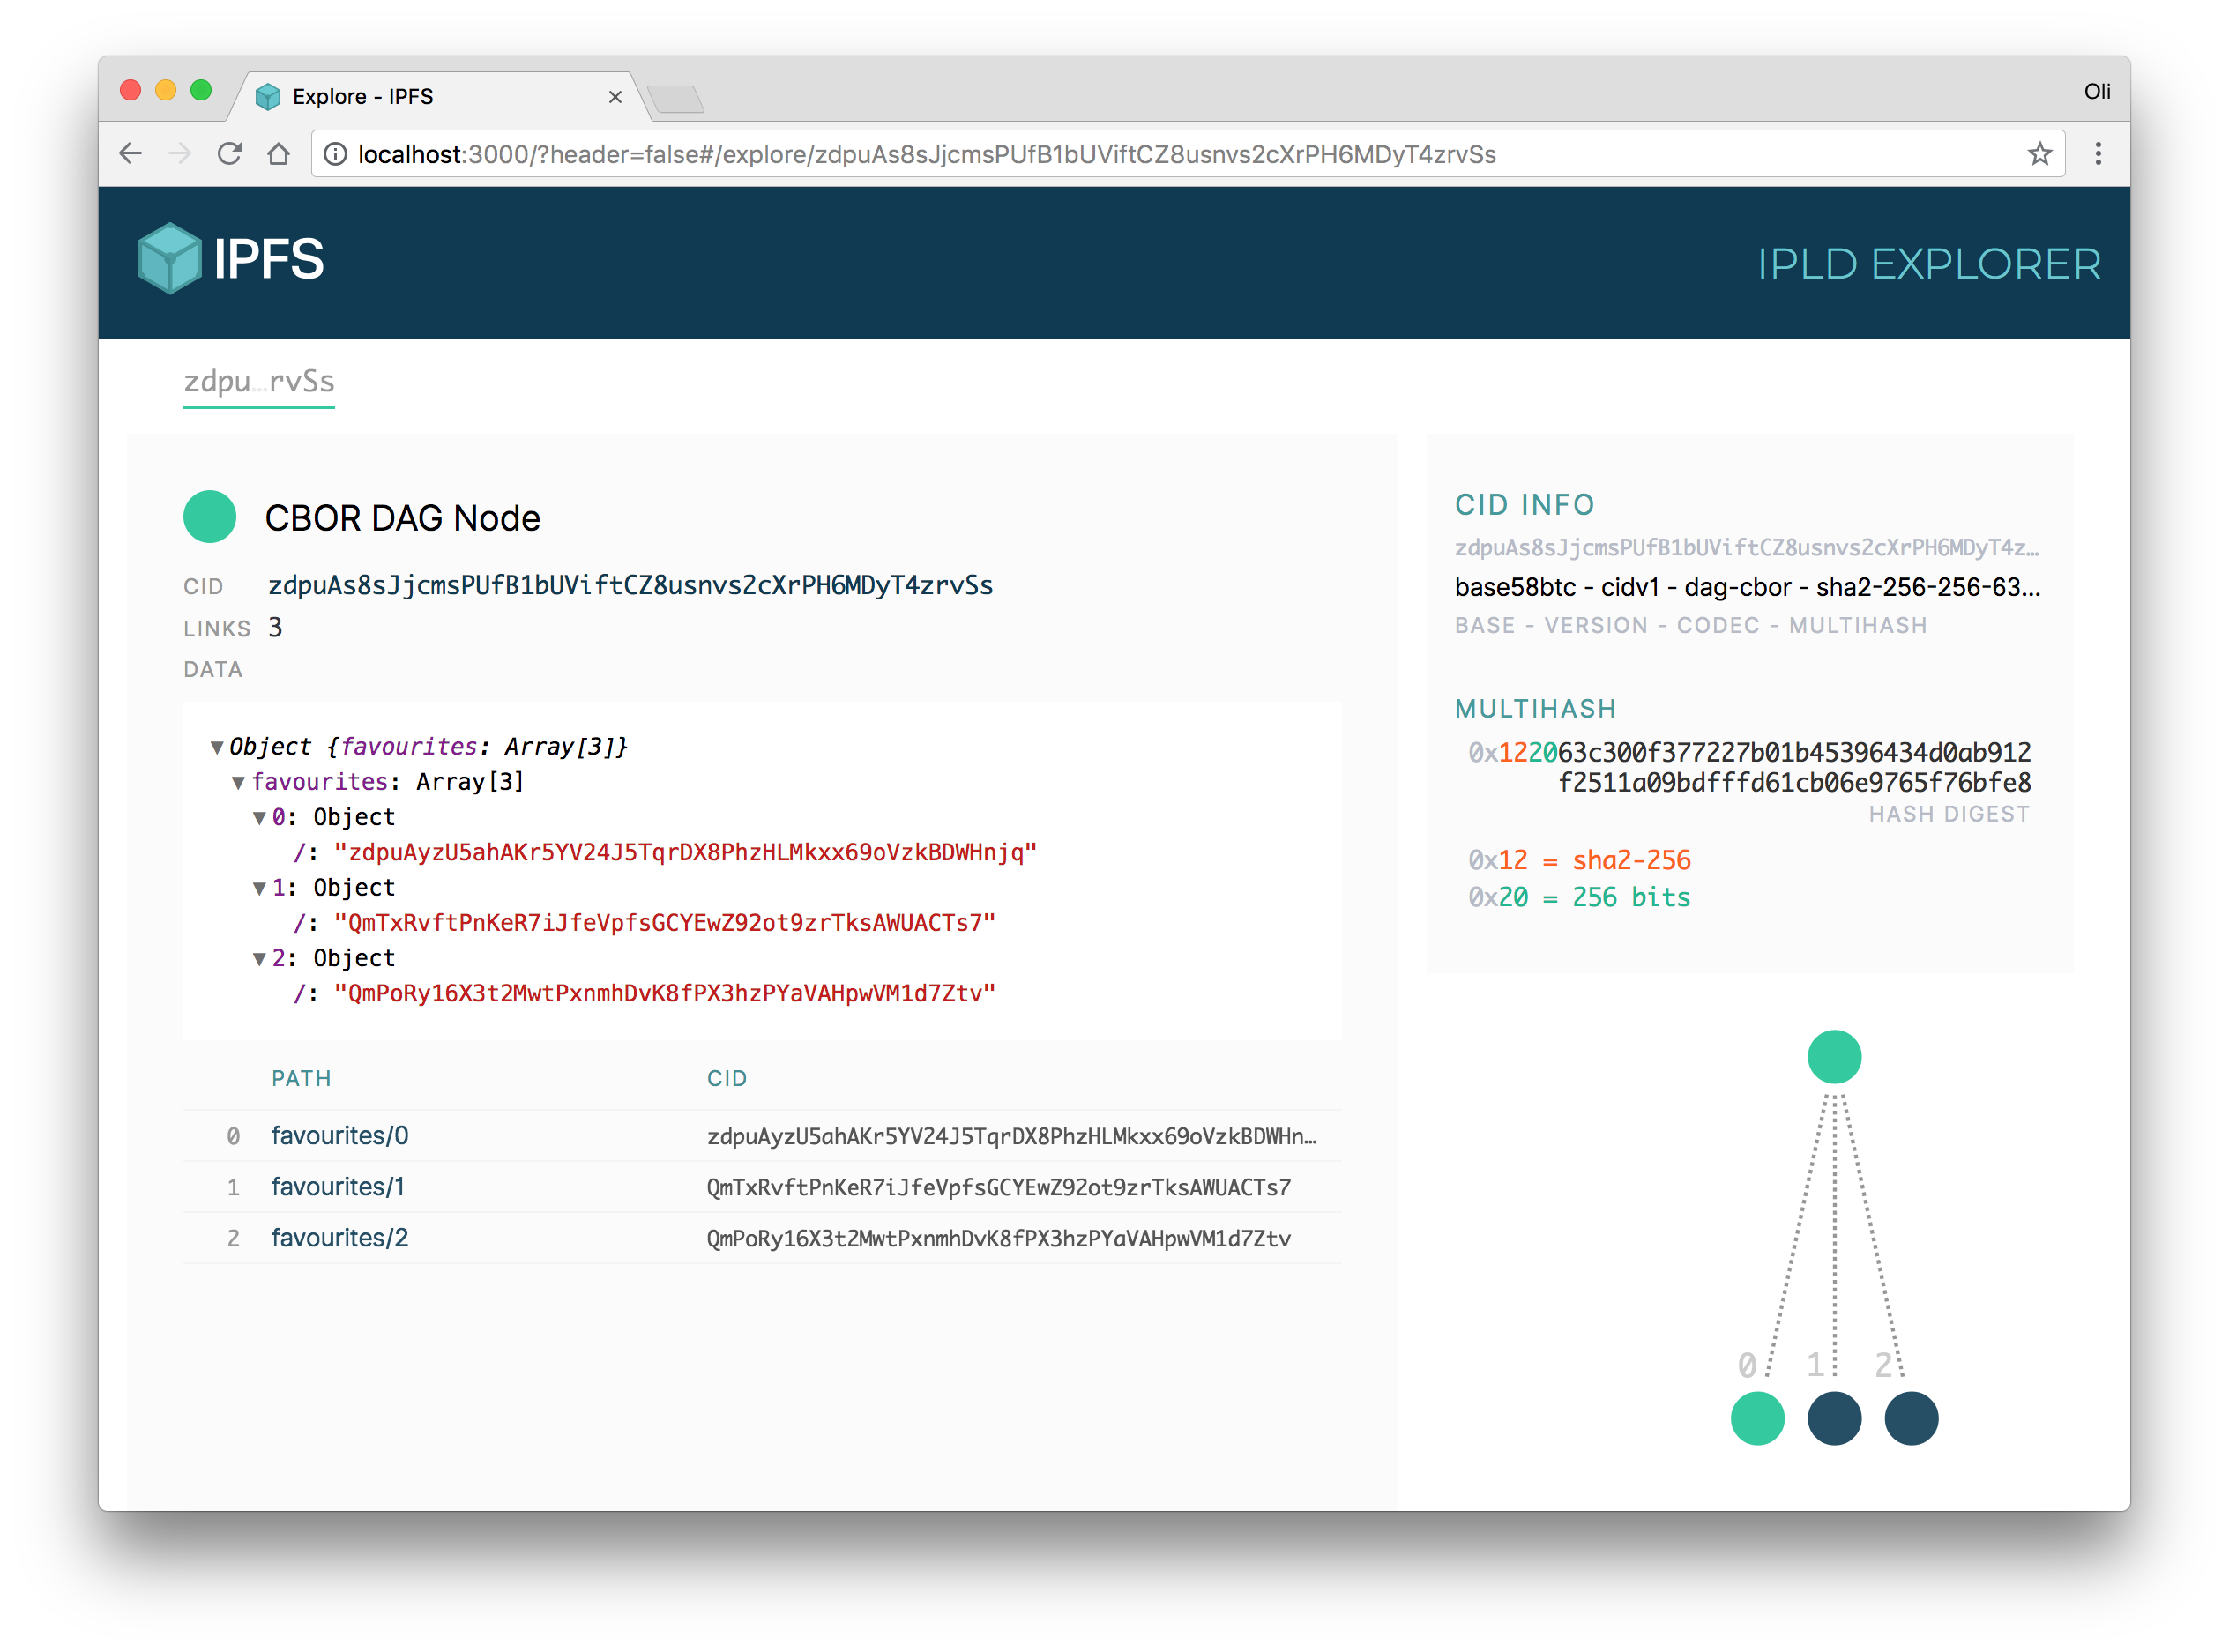 Explore - IPFS
Oli
localhost:3000/?header=false#/explore/zdpuAs8sJjcmsPUfB1bUViftCZ8usnvs2cXrPH6MDyT4zrvSs
IPFS
IPLD EXPLORER
zdpu...rvSs
CBOR DAG Node
CID zdpuAs8sJjcmsPUfB1bUViftCZ8usnvs2cXrPH6MDyT4zrvSs
LINKS 3
DATA
▼Object {favourites: Array[3]}
▼favourites: Array[3]
▼0: Object
/: "zdpuAyzU5ahAKr5YV24J5TqrDX8PhzHLMkxx69oVzkBDWHnjq"
▼1: Object
/: "QmTxRvftPnKeR7iJfeVpfsGCYEwZ92ot9zrTksAWUACTs7"
▼2: Object
/: "QmPoRy16X3t2MwtPxnmhDvK8fPX3hzPYaVAHpwVM1d7Ztv"
PATH CID
0 favourites/0 zdpuAyzU5ahAKr5YV24J5TqrDX8PhzHLMkxx69oVzkBDWHn...
1 favourites/1 QmTxRvftPnKeR7iJfeVpfsGCYEwZ92ot9zrTksAWUACTs7
2 favourites/2 QmPoRy16X3t2MwtPxnmhDvK8fPX3hzPYaVAHpwVM1d7Ztv
CID INFO
zdpuAs8sJjcmsPUfB1bUViftCZ8usnvs2cXrPH6MDyT4z...
base58btc - cidv1 - dag-cbor - sha2-256-256-63...
BASE - VERSION - CODEC - MULTIHASH
MULTIHASH
0x122063c300f377227b01b45396434d0ab912
f2511a09bdfffd61cb06e9765f76bfe8
HASH DIGEST
0x12 = sha2-256
0x20 = 256 bits
0 1 2